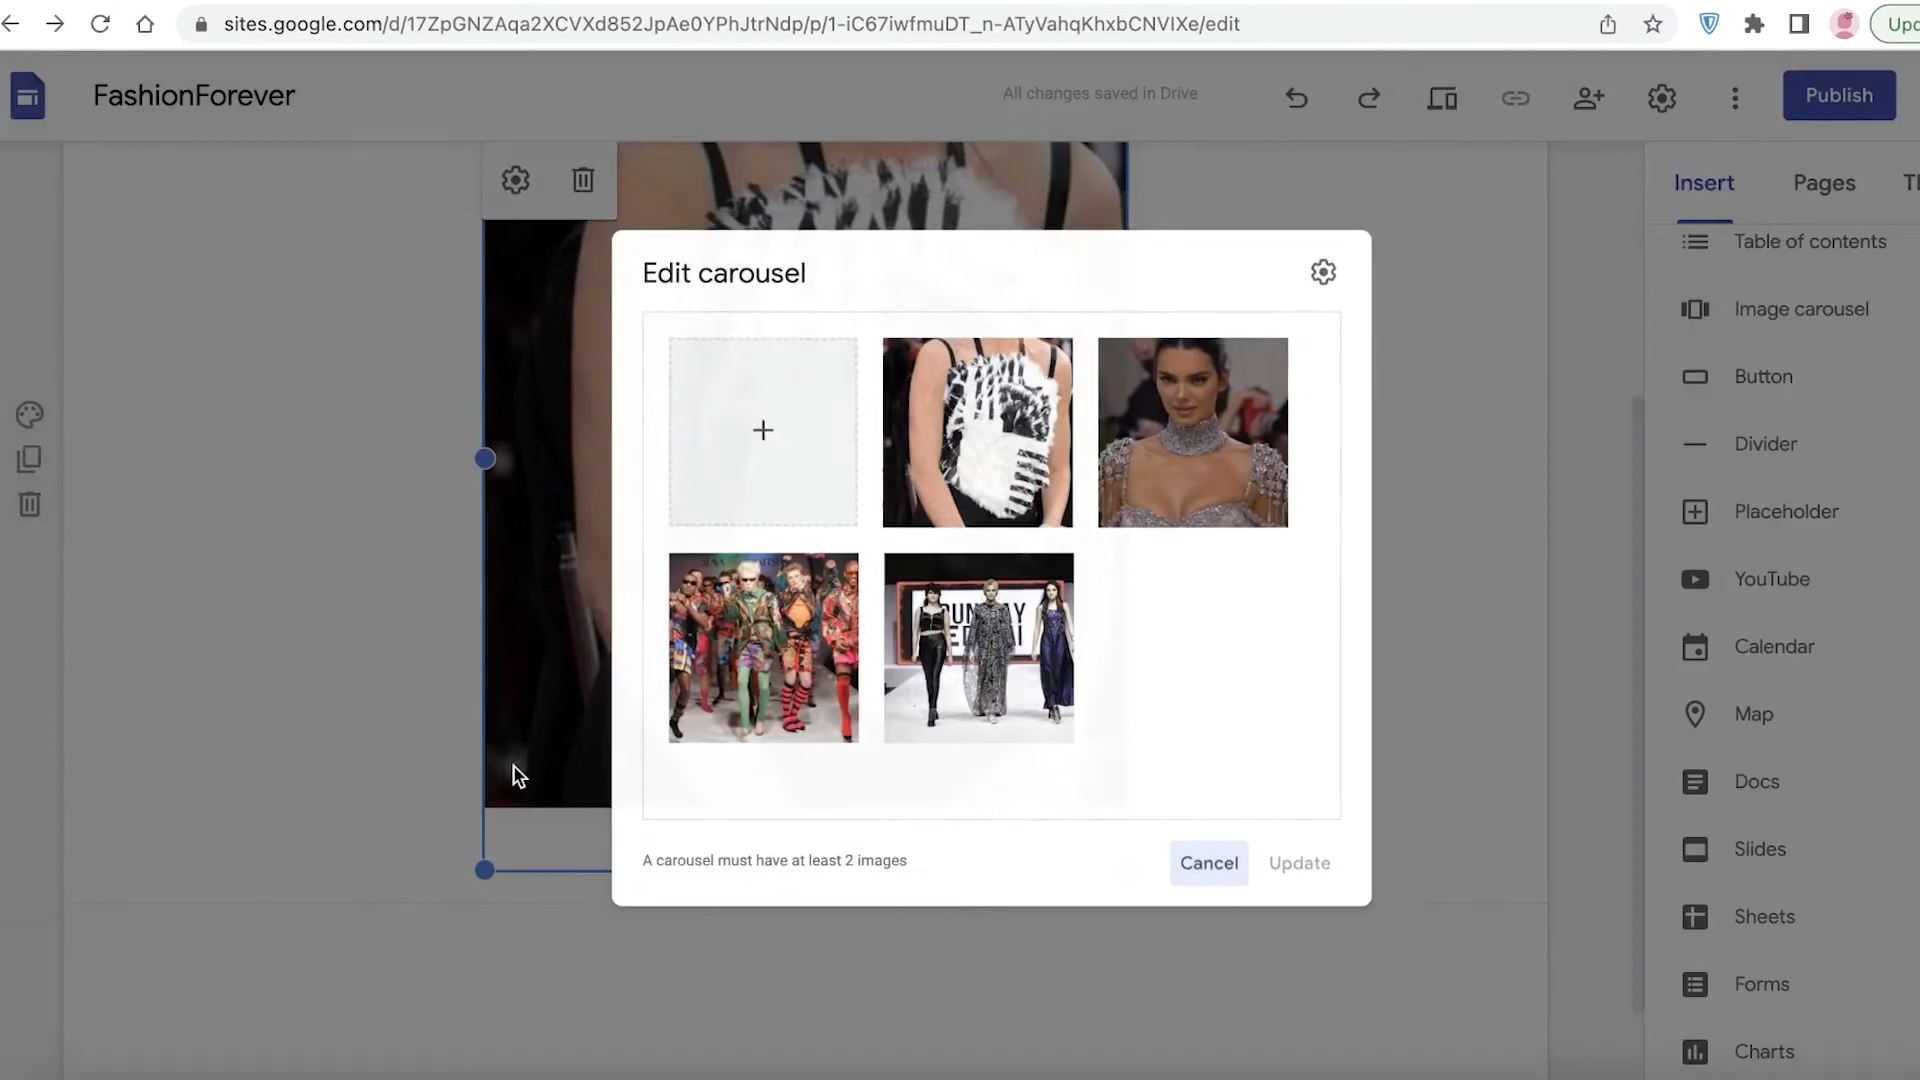 sites.google.com/d/17ZpGNZAqa2XCVXd852JpAe0YPhJtrNdp/p/1-iC67iwfmuDT_n-ATyVahqKhxbCNVIXe/edit
FashionForever
All changes saved in Drive
Publish
Insert
Pages
Edit carousel
A carousel must have at least 2 images
Cancel
Update
Table of contents
Image carousel
Button
Divider
Placeholder
YouTube
Calendar
Map
Docs
Slides
Sheets
Forms
Charts